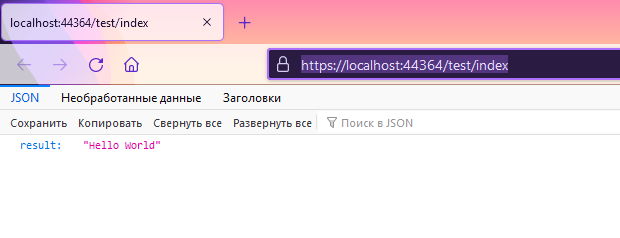 localhost:44364/test/index
https://localhost:44364/test/index
JSON Необработанные данные Заголовки
Сохранить Копировать Свернуть все Развернуть все Поиск в JSON
result: "Hello World"